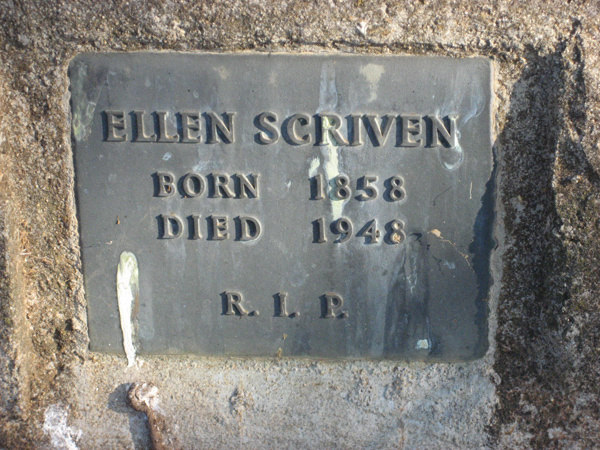 ELLEN SCRIVEN
BORN 1858
DIED 1948
R. I. P.